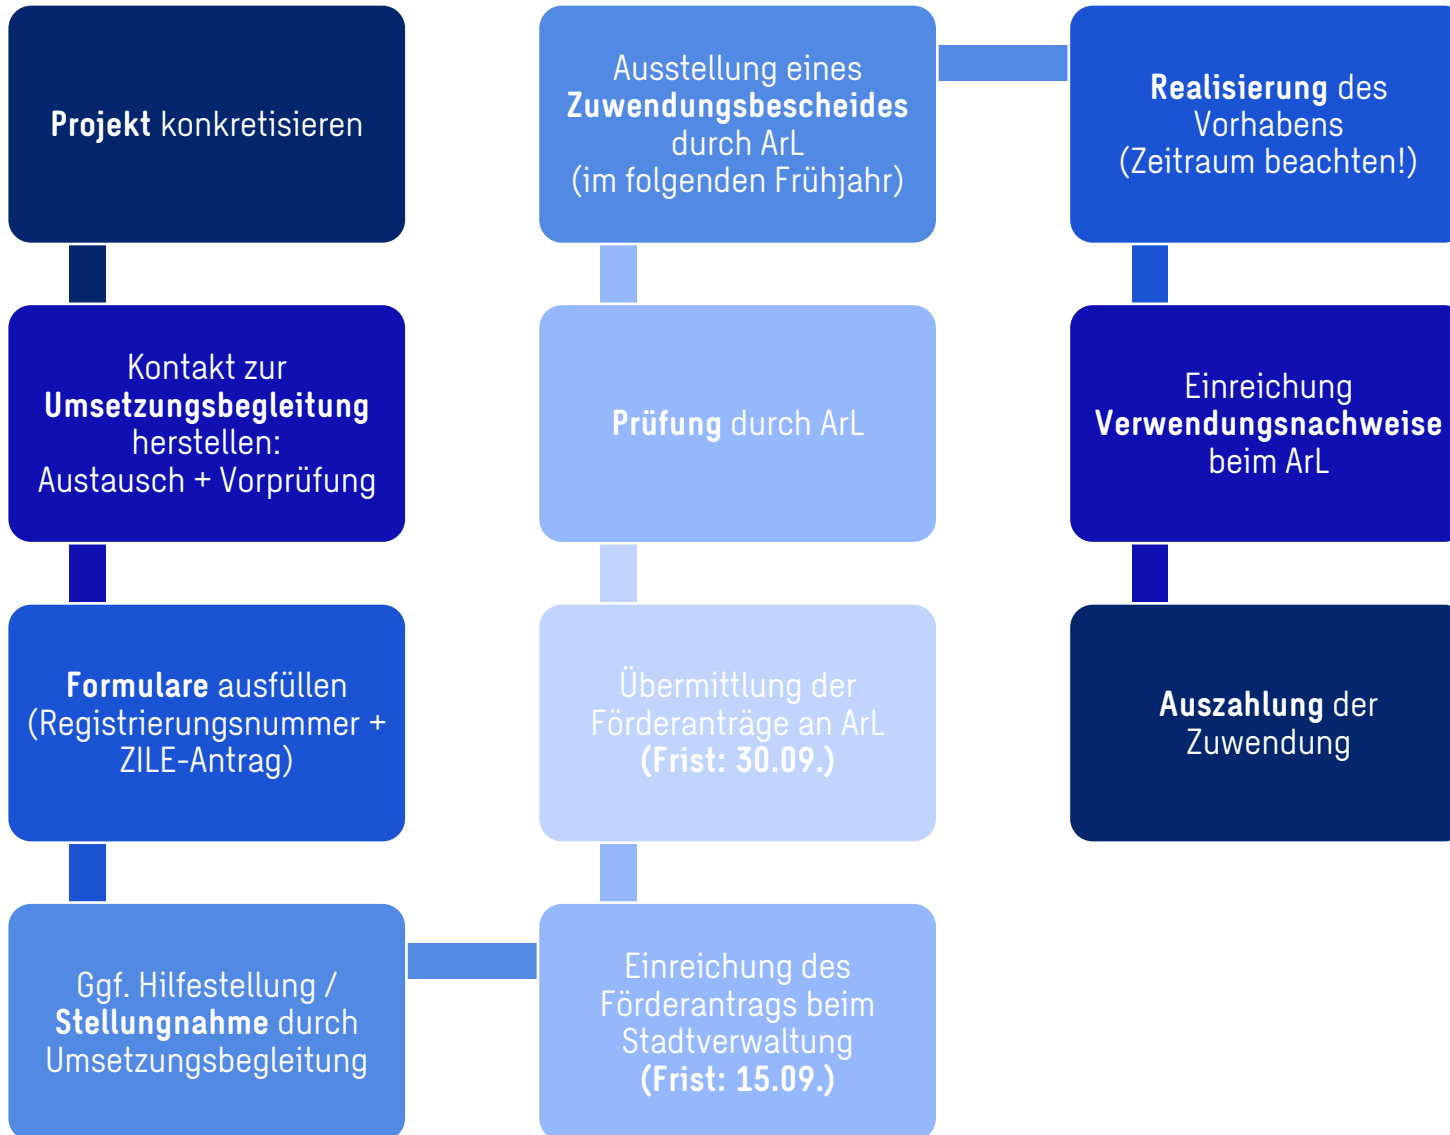 Projekt konkretisieren
Kontakt zur
Umsetzungsbegleitung
herstellen:
Austausch + Vorprüfung
Formulare ausfüllen
(Registrierungsnummer +
ZILE-Antrag)
Ggf. Hilfestellung /
Stellungnahme durch
Umsetzungsbegleitung
Einreichung des
Förderantrags beim
Stadtverwaltung
(Frist: 15.09.)
Übermittlung der
Förderanträge an ArL
(Frist: 30.09.)
Prüfung durch ArL
Ausstellung eines
Zuwendungsbescheides
durch ArL
(im folgenden Frühjahr)
Realisierung des
Vorhabens
(Zeitraum beachten!)
Einreichung
Verwendungsnachweise
beim ArL
Auszahlung der
Zuwendung